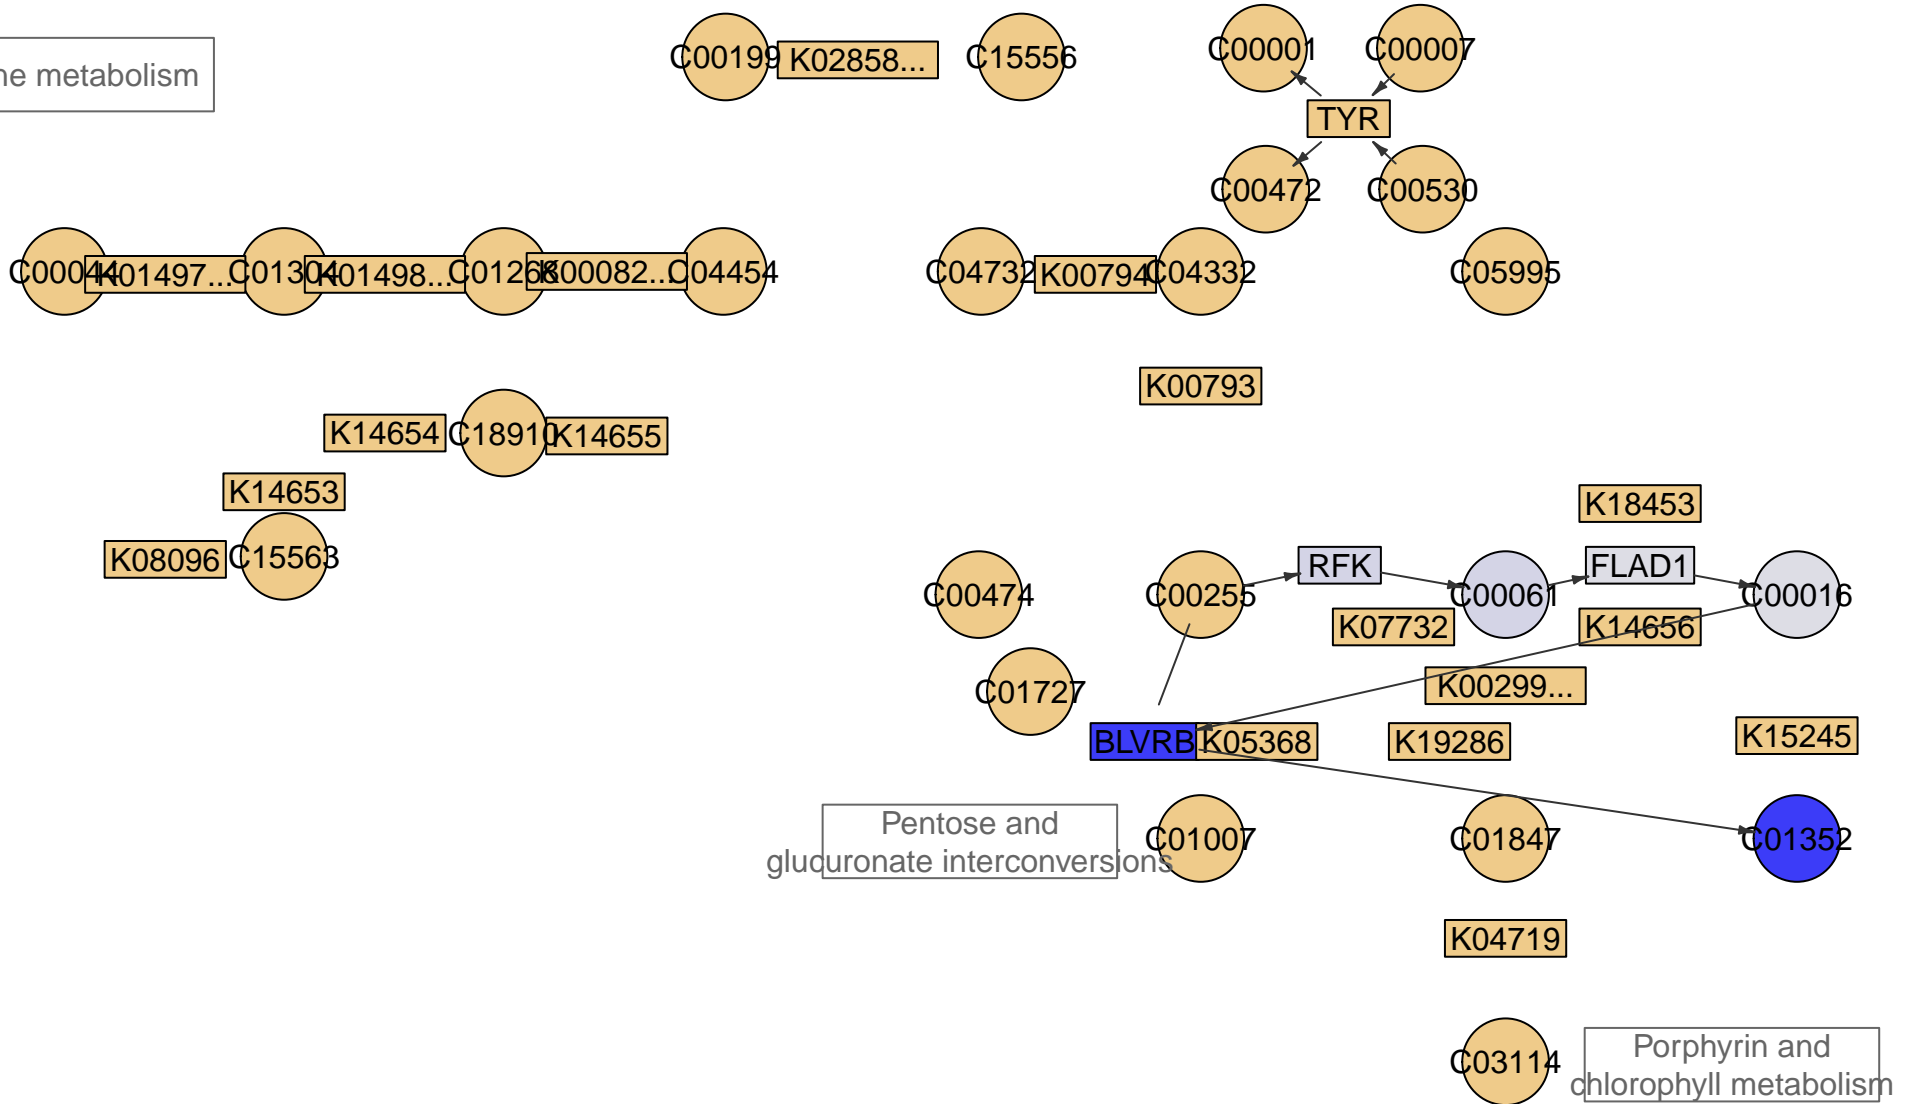 ne metabolism
C00199
K02858...
C15556
C00001
C00007
TYR
C00472
C00530
C00044
K01497...
C01304
K01498...
C01268
K00082...
C04454
C04732
K00794
C04332
C05995
K00793
K14654
C18910
K14655
K14653
K08096
C15563
K18453
C00474
C00255
RFK
C00061
FLAD1
C00016
K07732
K14656
C01727
K00299...
BLVRB
K05368
K19286
K15245
Pentose and
glucuronate interconversions
C01007
C01847
C01352
K04719
C03114
Porphyrin and
chlorophyll metabolism